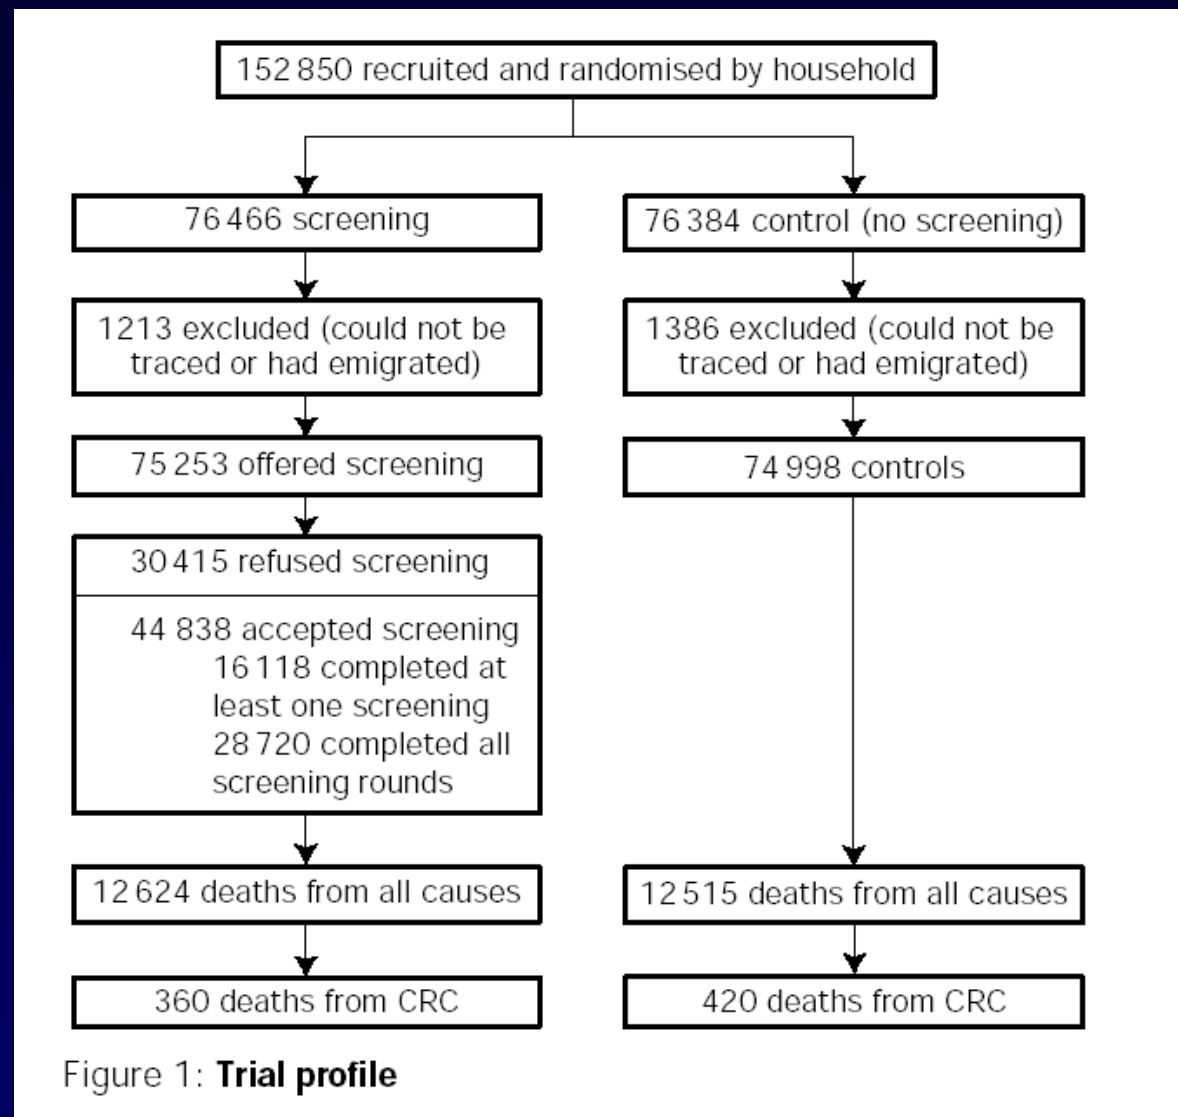 152 850 recruited and randomised by household
76 466 screening
76 384 control (no screening)
1213 excluded (could not be
traced or had emigrated)
1386 excluded (could not be
traced or had emigrated)
75 253 offered screening
74 998 controls
30 415 refused screening
44 838 accepted screening
16 118 completed at
least one screening
28 720 completed all
screening rounds
12 624 deaths from all causes
12 515 deaths from all causes
360 deaths from CRC
420 deaths from CRC
Figure 1: Trial profile